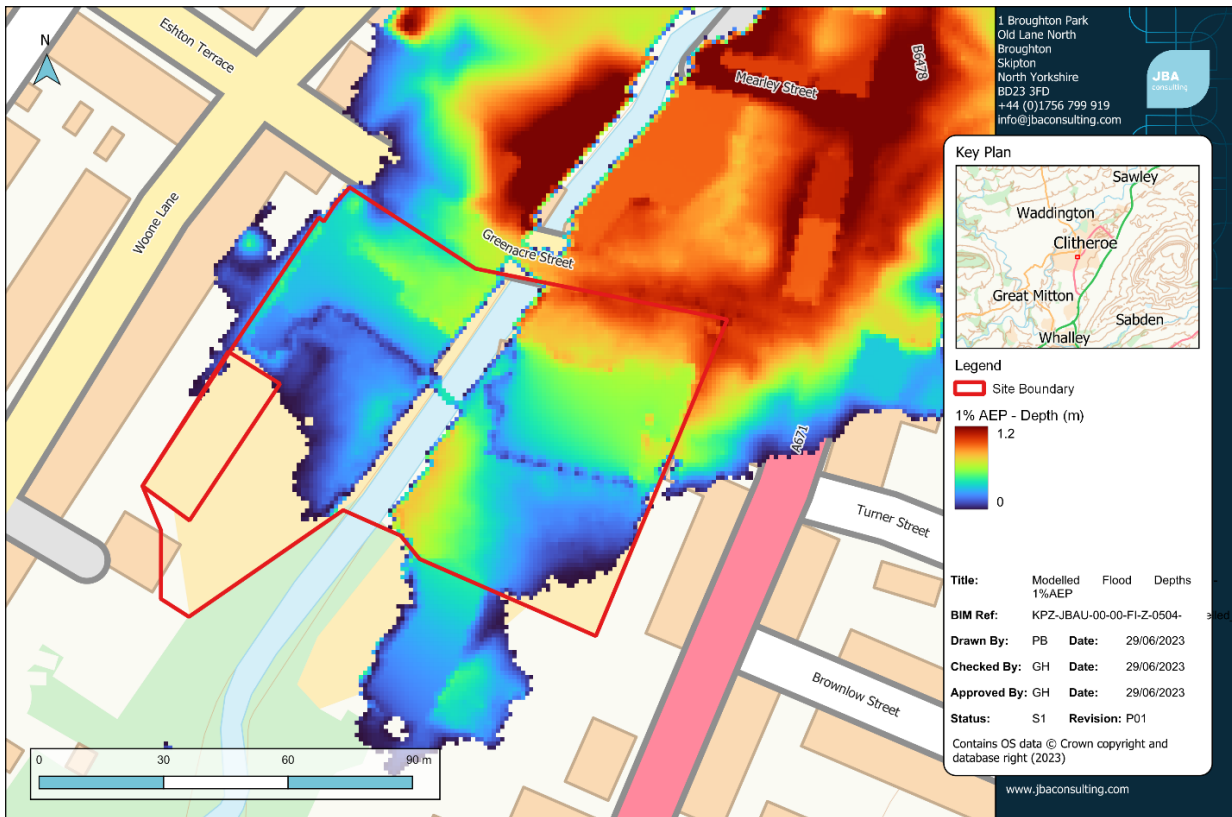 N
Eshton Terrace
Woone Lane
Greenacre Street
Mearley Street
B6478
A671
Turner Street
Brownlow Street
0 30 60 90 m
1 Broughton Park
Old Lane North
Broughton
Skipton
North Yorkshire
BD23 3FD
+44 (0)1756 799 919
info@jbaconsulting.com
JBA
consulting
Key Plan
Sawley
Waddington
Clitheroe
Great Mitton
Sabden
Whalley
Legend
Site Boundary
1% AEP - Depth (m)
1.2
0
Title: Modelled Flood Depths -
1%AEP
BIM Ref: KPZ-JBAU-00-00-FI-Z-0504-
Drawn By: PB Date: 29/06/2023
Checked By: GH Date: 29/06/2023
Approved By: GH Date: 29/06/2023
Status: S1 Revision: P01
Contains OS data © Crown copyright and
database right (2023)
www.jbaconsulting.com